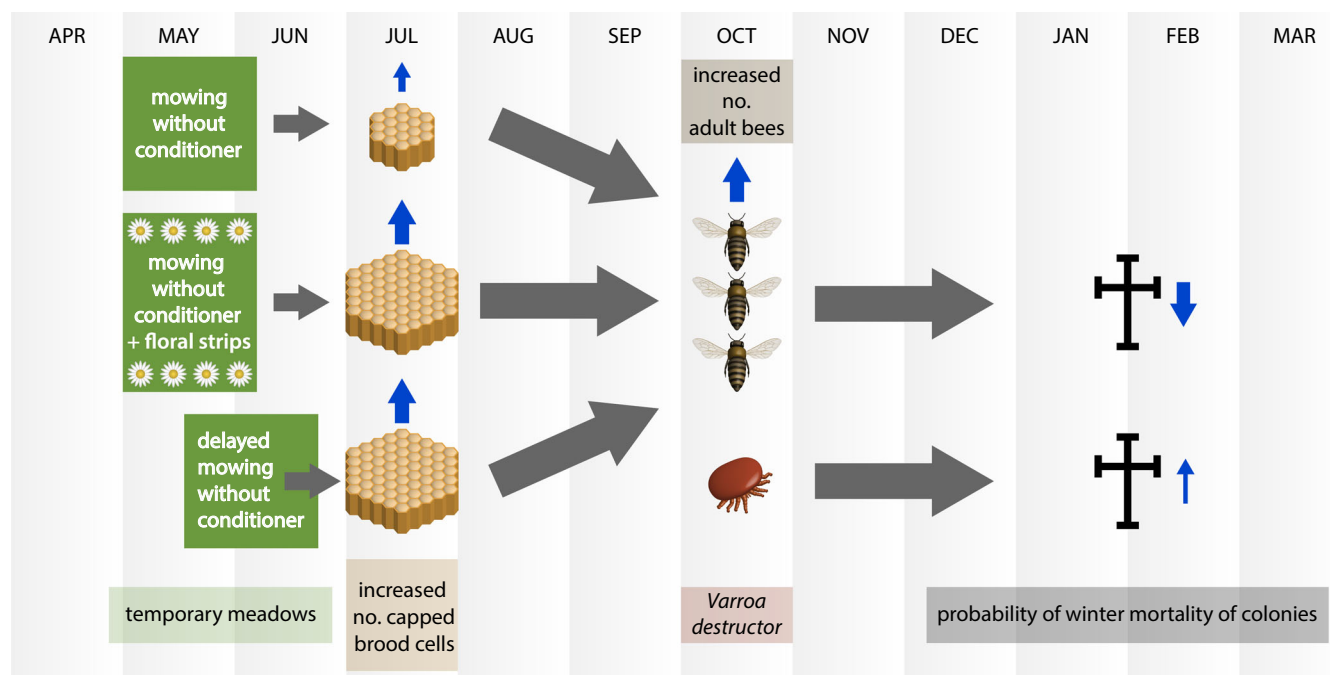 APR MAY JUN JUL AUG SEP OCT NOV DEC JAN FEB MAR
mowing
without
conditioner
increased
no.
adult bees
mowing
without
conditioner
+ floral strips
delayed
mowing
without
conditioner
temporary meadows
increased
no. capped
brood cells
Varroa
destructor
probability of winter mortality of colonies